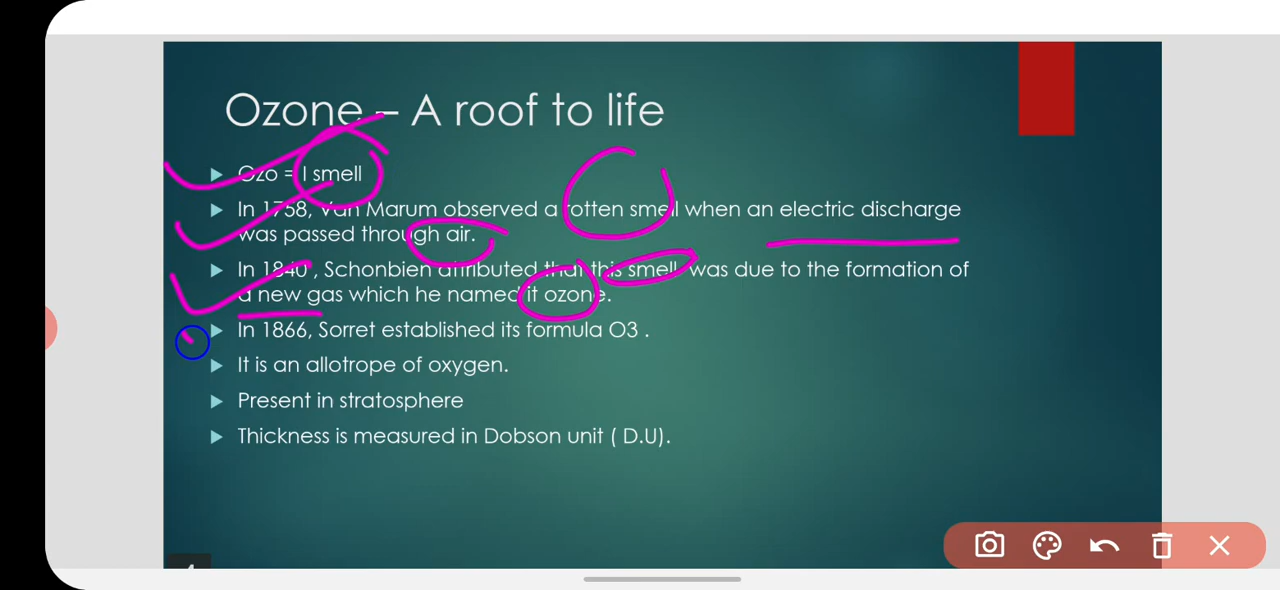 Ozone – A roof to life
Ozo = I smell
In 1758, Van Marum observed a rotten smell when an electric discharge
was passed through air.
In 1840 , Schonbien attributed that this smell was due to the formation of
a new gas which he named it ozone.
In 1866, Sorret established its formula O3 .
It is an allotrope of oxygen.
Present in stratosphere
Thickness is measured in Dobson unit ( D.U).